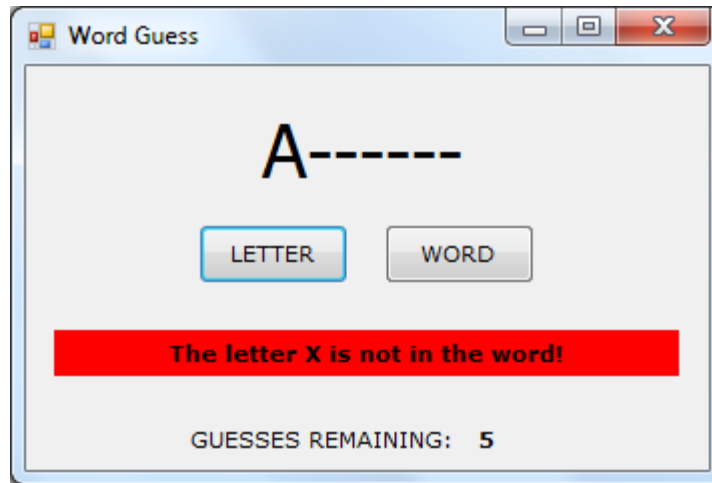 Word Guess
A------
LETTER WORD
The letter X is not in the word!
GUESSES REMAINING: 5